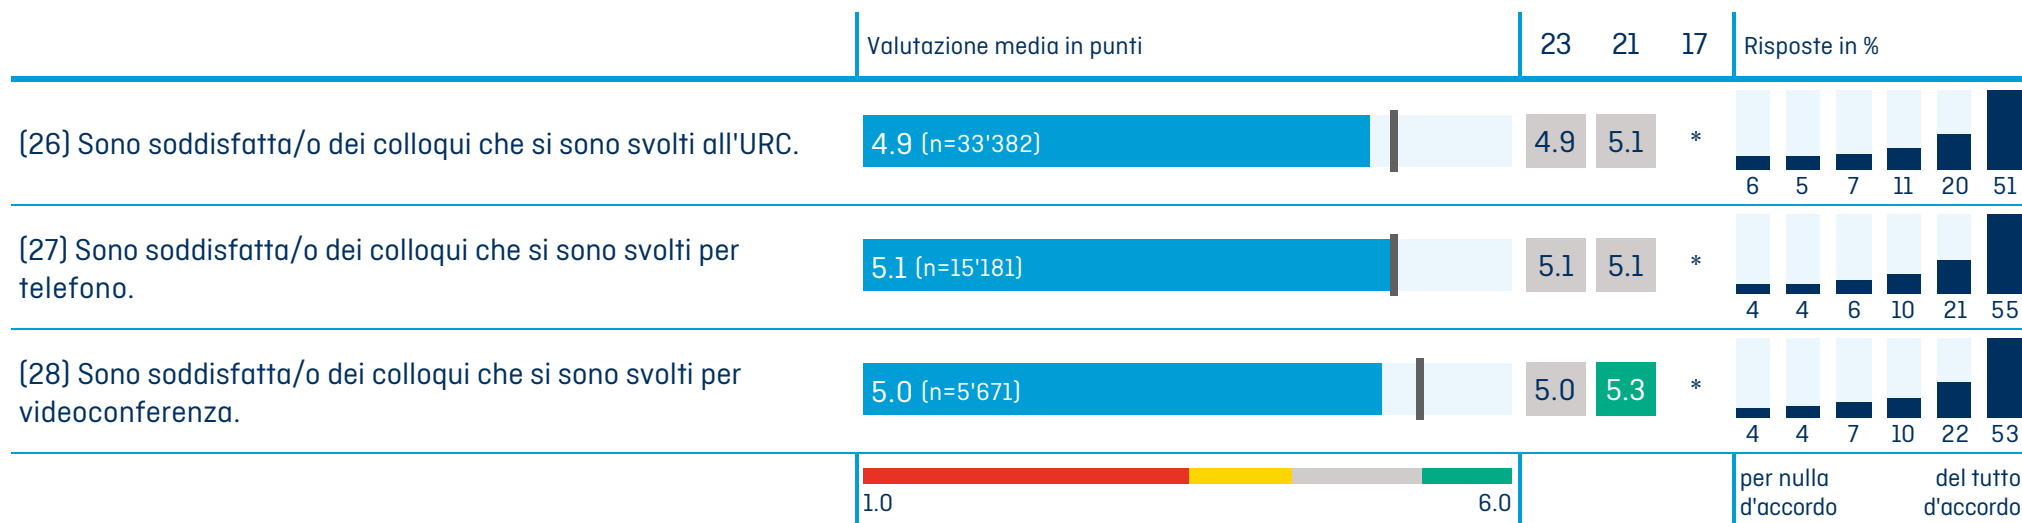 Valutazione media in punti 23 21 17 Risposte in %
(26) Sono soddisfatta/o dei colloqui che si sono svolti all'URC. 4.9 (n=33'382) 4.9 5.1 *
6 5 7 11 20 51
(27) Sono soddisfatta/o dei colloqui che si sono svolti per
telefono.
5.1 (n=15'181) 5.1 5.1 *
4 4 6 10 21 55
(28) Sono soddisfatta/o dei colloqui che si sono svolti per
videoconferenza.
5.0 (n=5'671) 5.0 5.3 *
4 4 7 10 22 53
1.0 6.0
per nulla
d'accordo
del tutto
d'accordo